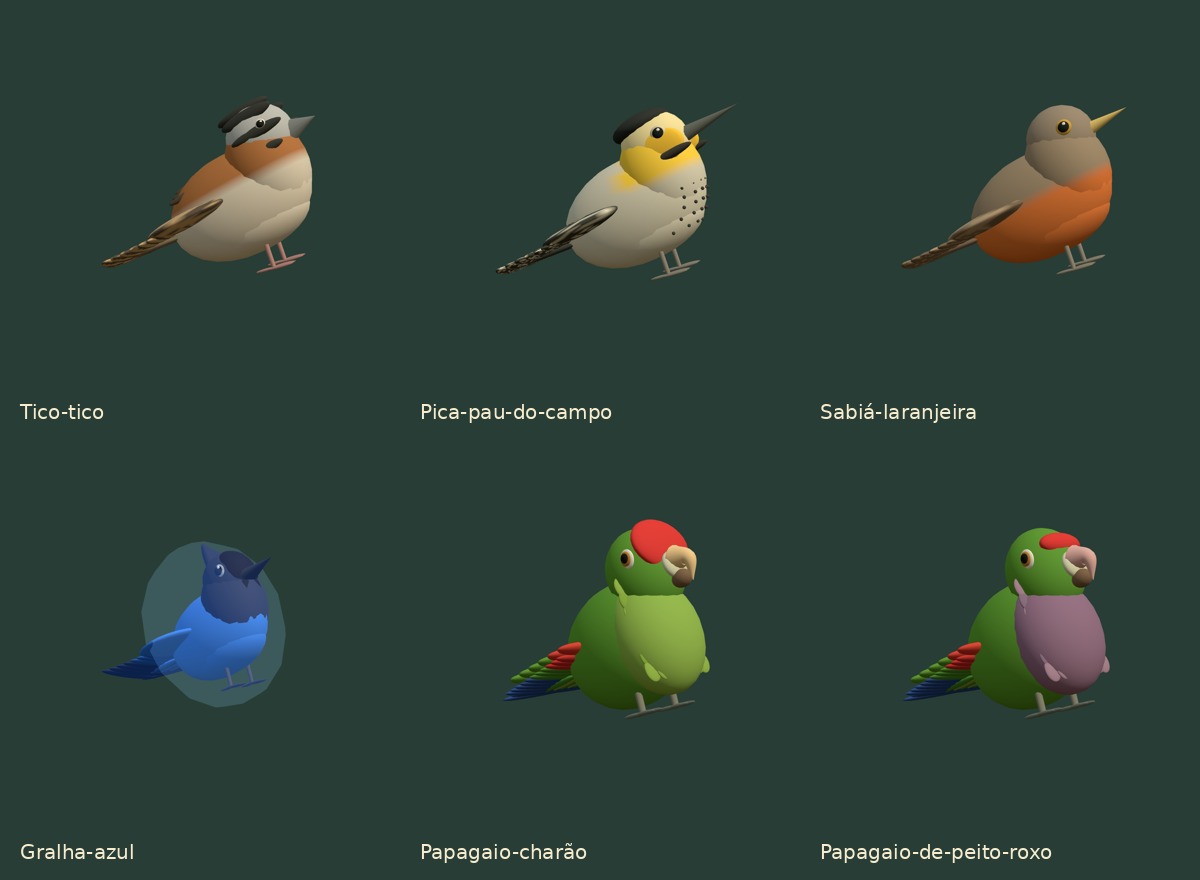 Tico-tico
Pica-pau-do-campo
Sabiá-laranjeira
Gralha-azul
Papagaio-charão
Papagaio-de-peito-roxo